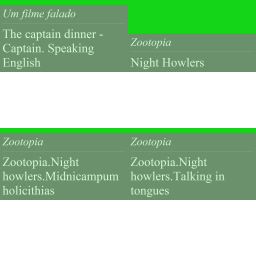 Um filme falado
The captain dinner -
Captain. Speaking
English
Zootopia
Night Howlers
Zootopia
Zootopia.Night
howlers.Midnicampum
holicithias
Zootopia
Zootopia.Night
howlers.Talking in
tongues